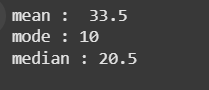 mean :  33.5
mode : 10
median : 20.5